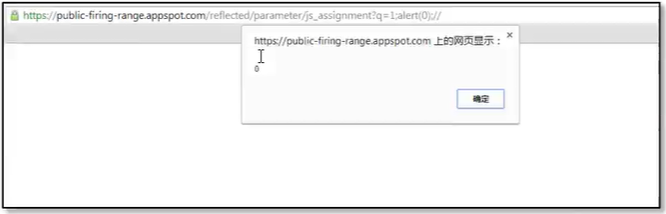 https://public-firing-range.appspot.com/reflected/parameter/js_assignment?q=1;alert(0);//
https://public-firing-range.appspot.com 上的网页显示：
0
确定